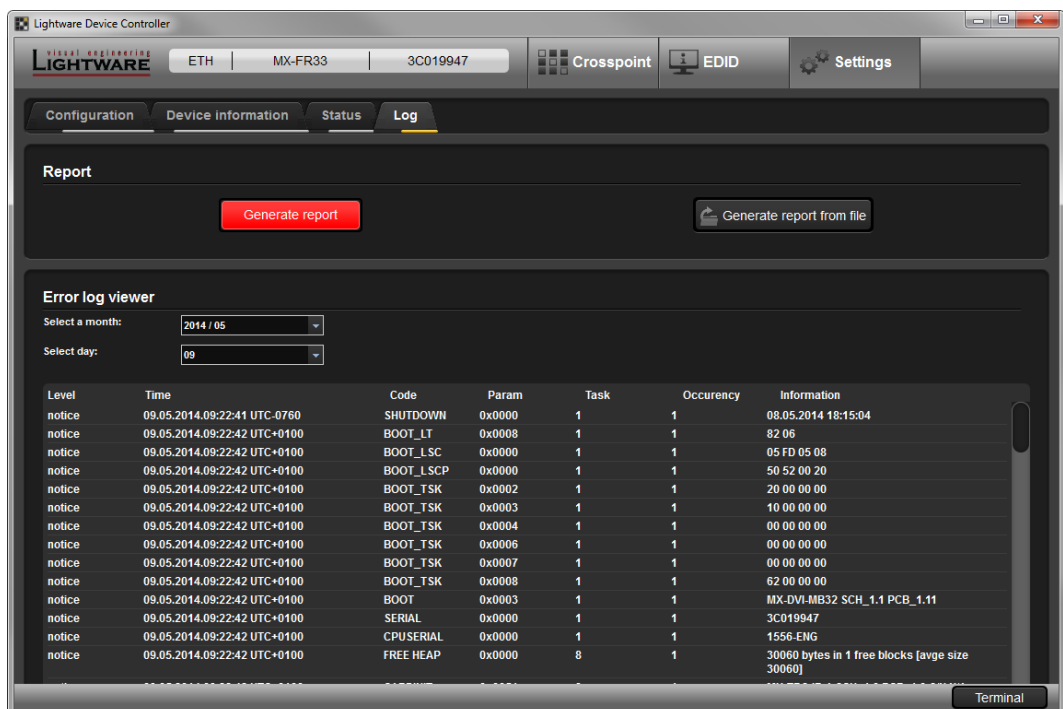 Lightware Device Controller
visual engineering
LIGHTWARE
ETH MX-FR33 3C019947
Crosspoint EDID Settings
Configuration Device information Status Log
Report
Generate report Generate report from file
Error log viewer
Select a month: 2014 / 05
Select day: 09
Level Time Code Param Task Occurency Information
notice 09.05.2014.09:22:41 UTC-0760 SHUTDOWN 0x0000 1 1 08.05.2014 18:15:04
notice 09.05.2014.09:22:42 UTC+0100 BOOT_LT 0x0008 1 1 82 06
notice 09.05.2014.09:22:42 UTC+0100 BOOT_LSC 0x0000 1 1 05 FD 05 08
notice 09.05.2014.09:22:42 UTC+0100 BOOT_LSCP 0x0000 1 1 50 52 00 20
notice 09.05.2014.09:22:42 UTC+0100 BOOT_TSK 0x0002 1 1 20 00 00 00
notice 09.05.2014.09:22:42 UTC+0100 BOOT_TSK 0x0003 1 1 10 00 00 00
notice 09.05.2014.09:22:42 UTC+0100 BOOT_TSK 0x0004 1 1 00 00 00 00
notice 09.05.2014.09:22:42 UTC+0100 BOOT_TSK 0x0006 1 1 00 00 00 00
notice 09.05.2014.09:22:42 UTC+0100 BOOT_TSK 0x0007 1 1 00 00 00 00
notice 09.05.2014.09:22:42 UTC+0100 BOOT_TSK 0x0008 1 1 62 00 00 00
notice 09.05.2014.09:22:42 UTC+0100 BOOT 0x0003 1 1 MX-DVI-MB32 SCH_1.1 PCB_1.11
notice 09.05.2014.09:22:42 UTC+0100 SERIAL 0x0000 1 1 3C019947
notice 09.05.2014.09:22:42 UTC+0100 CPUSERIAL 0x0000 1 1 1556-ENG
notice 09.05.2014.09:22:42 UTC+0100 FREE HEAP 0x0000 8 1 30060 bytes in 1 free blocks [avge size
30060]
Terminal